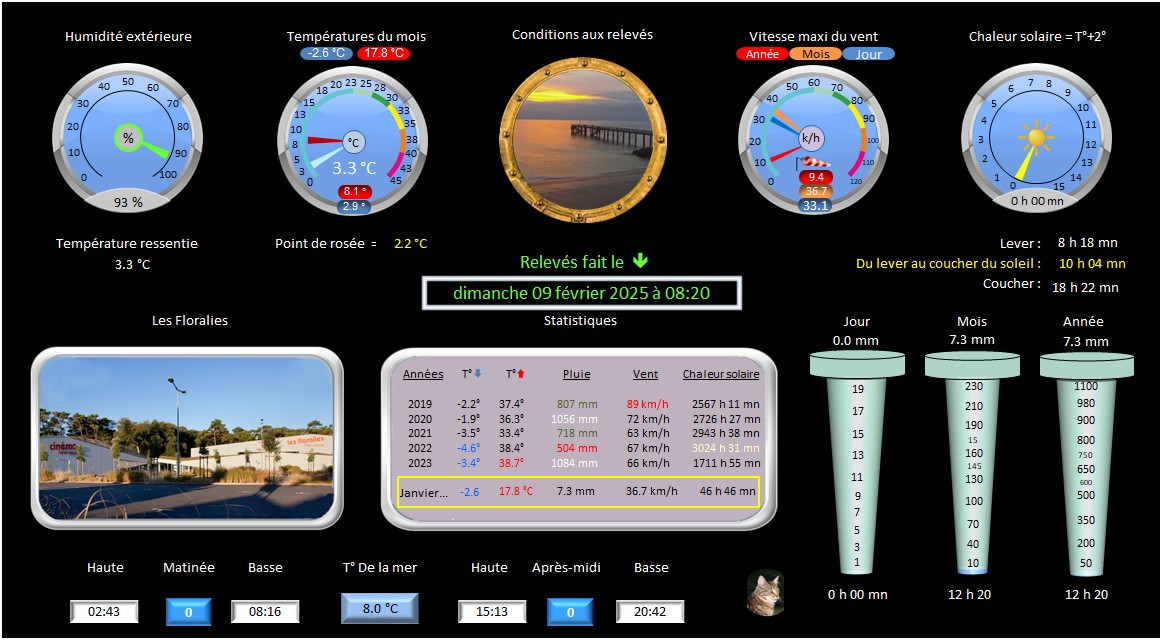 Humidité extérieure
Températures du mois
-2.6 °C 17.8 °C
Conditions aux relevés
Vitesse maxi du vent
Année Mois Jour
Chaleur solaire = T°+2°
0 10 20 30 40 50 60 70 80 90 100
%
93 %
0 3 5 8 10 13 15 18 20 23 25 28 30 33 35 38 40 43 45
°C
3.3 °C
8.1 °
2.9 °
0 10 20 30 40 50 60 70 80 90 100 110 120
k/h
9.4
36.7
33.1
0 1 2 3 4 5 6 7 8 9 10 11 12 13 14 15
0 h 00 mn
Température ressentie
3.3 °C
Point de rosée = 2.2 °C
Relevés fait le
dimanche 09 février 2025 à 08:20
Lever : 8 h 18 mn
Du lever au coucher du soleil : 10 h 04 mn
Coucher : 18 h 22 mn
Les Floralies
cinéma
les floralies
Statistiques
Années T° T° Pluie Vent Chaleur solaire
2019 -2.2° 37.4° 807 mm 89 km/h 2567 h 11 mn
2020 -1.9° 36.3° 1056 mm 72 km/h 2726 h 27 mn
2021 -3.5° 33.4° 718 mm 63 km/h 2943 h 38 mn
2022 -4.6° 38.4° 504 mm 67 km/h 3024 h 31 mn
2023 -3.4° 38.7° 1084 mm 66 km/h 1711 h 55 mn
Janvier... -2.6 17.8 °C 7.3 mm 36.7 km/h 46 h 46 mn
Jour
0.0 mm
19
17
15
13
11
9
7
5
3
1
0 h 00 mn
Mois
7.3 mm
230
210
190
15
160
145
130
100
70
40
10
12 h 20
Année
7.3 mm
1100
980
900
800
750
650
600
500
350
200
50
12 h 20
Haute Matinée Basse
02:43 0 08:16
T° De la mer
8.0 °C
Haute Après-midi Basse
15:13 0 20:42